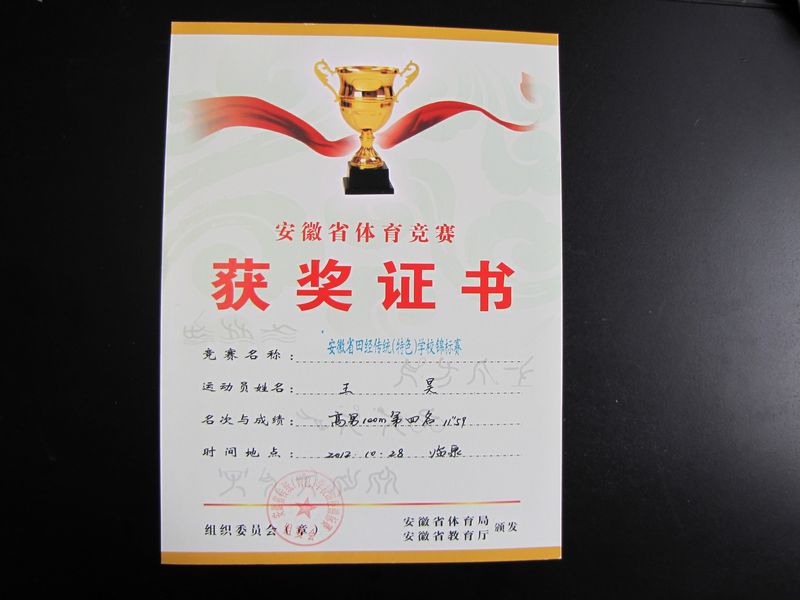 安徽省体育竞赛
获奖证书
竞赛名称： 安徽省田径传统(特色)学校锦标赛
运动员姓名： 王 昊
名次与成绩： 高男100m第四名 11"59
时间地点： 2012.10.28 临泉
组织委员会（章）
安徽省体育局
安徽省教育厅 颁发